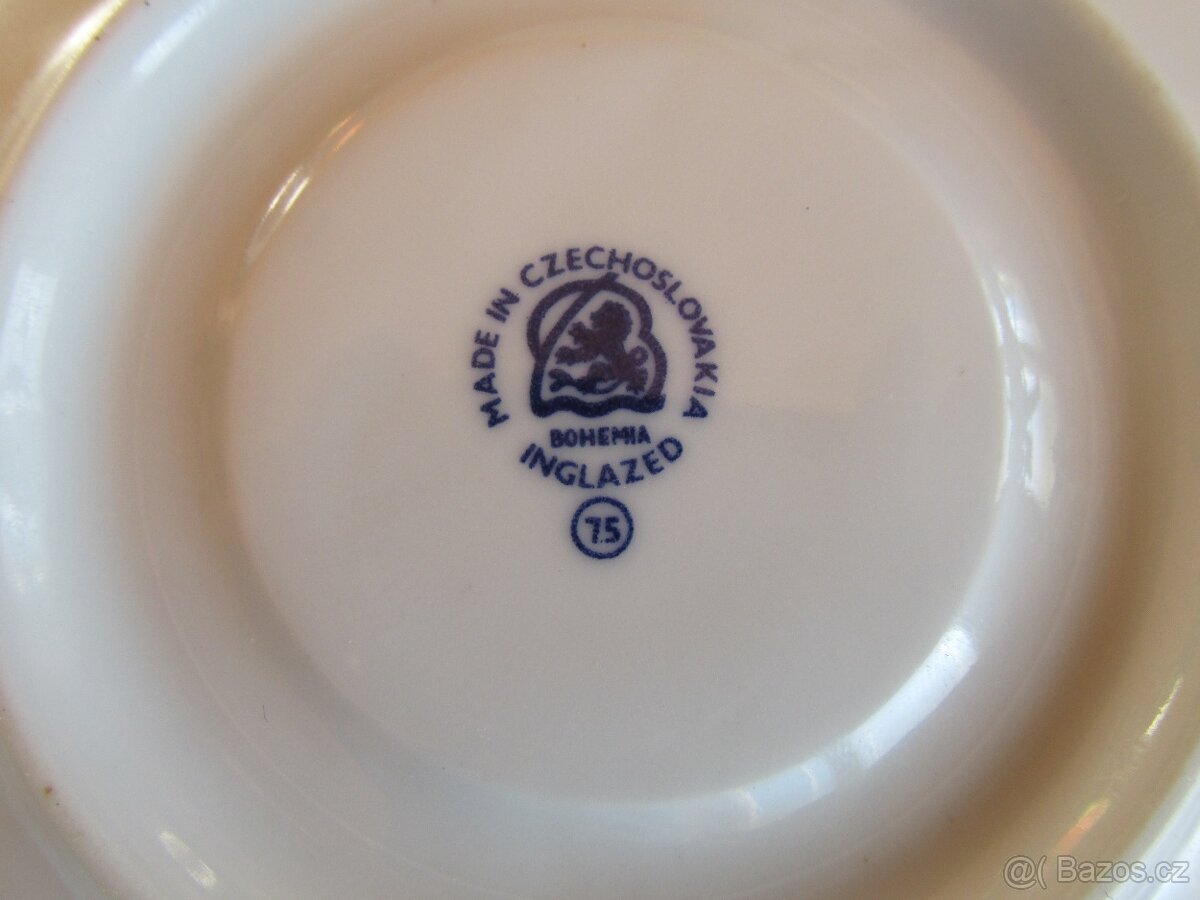 MADE IN CZECHOSLOVAKIA
BOHEMIA
INGLAZED
75
@( Bazos.cz